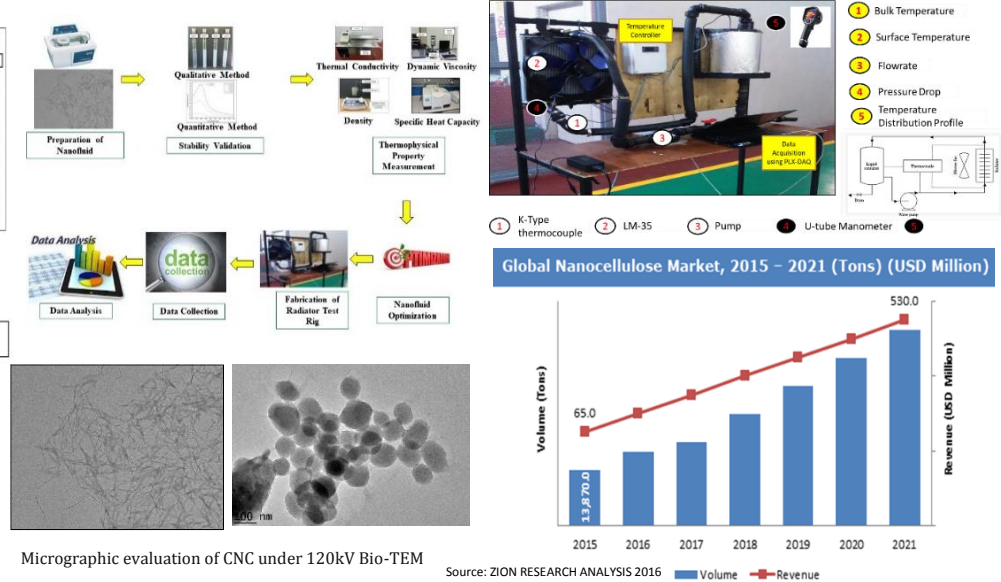 Qualitative Method
Quantitative Method
Thermal Conductivity
Dynamic Viscosity
Density
Specific Heat Capacity
Preparation of
Nanofluid
Stability Validation
Thermophysical
Property
Measurement
Data Analysis
data
collection
Data Analysis
Data Collection
Fabrication of
Radiator Test
Rig
Nanofluid
Optimization
100 nm
Micrographic evaluation of CNC under 120kV Bio-TEM
Temperature
Controller
Data
Acquisition
using PLX-DAQ
2
4
1
3
5
1 Bulk Temperature
2 Surface Temperature
3 Flowrate
4 Pressure Drop
5 Temperature
Distribution Profile
1 K-Type
thermocouple
2 LM-35
3 Pump
4 U-tube Manometer
5
Global Nanocellulose Market, 2015 – 2021 (Tons) (USD Million)
530.0
65.0
13,870.0
Volume (Tons)
Revenue (USD Million)
2015 2016 2017 2018 2019 2020 2021
Source: ZION RESEARCH ANALYSIS 2016
Volume Revenue